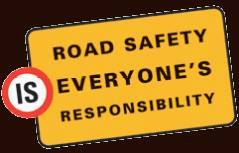 ROAD SAFETY
IS EVERYONE'S
RESPONSIBILITY